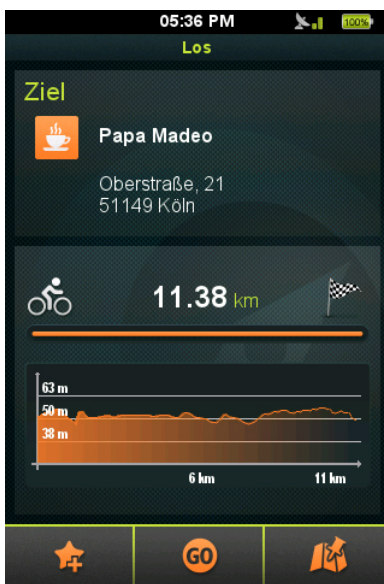 05:36 PM 100%
Los
Ziel
Papa Madeo
Oberstraße, 21
51149 Köln
11.38 km
63 m
50 m
38 m
6 km 11 km
GO